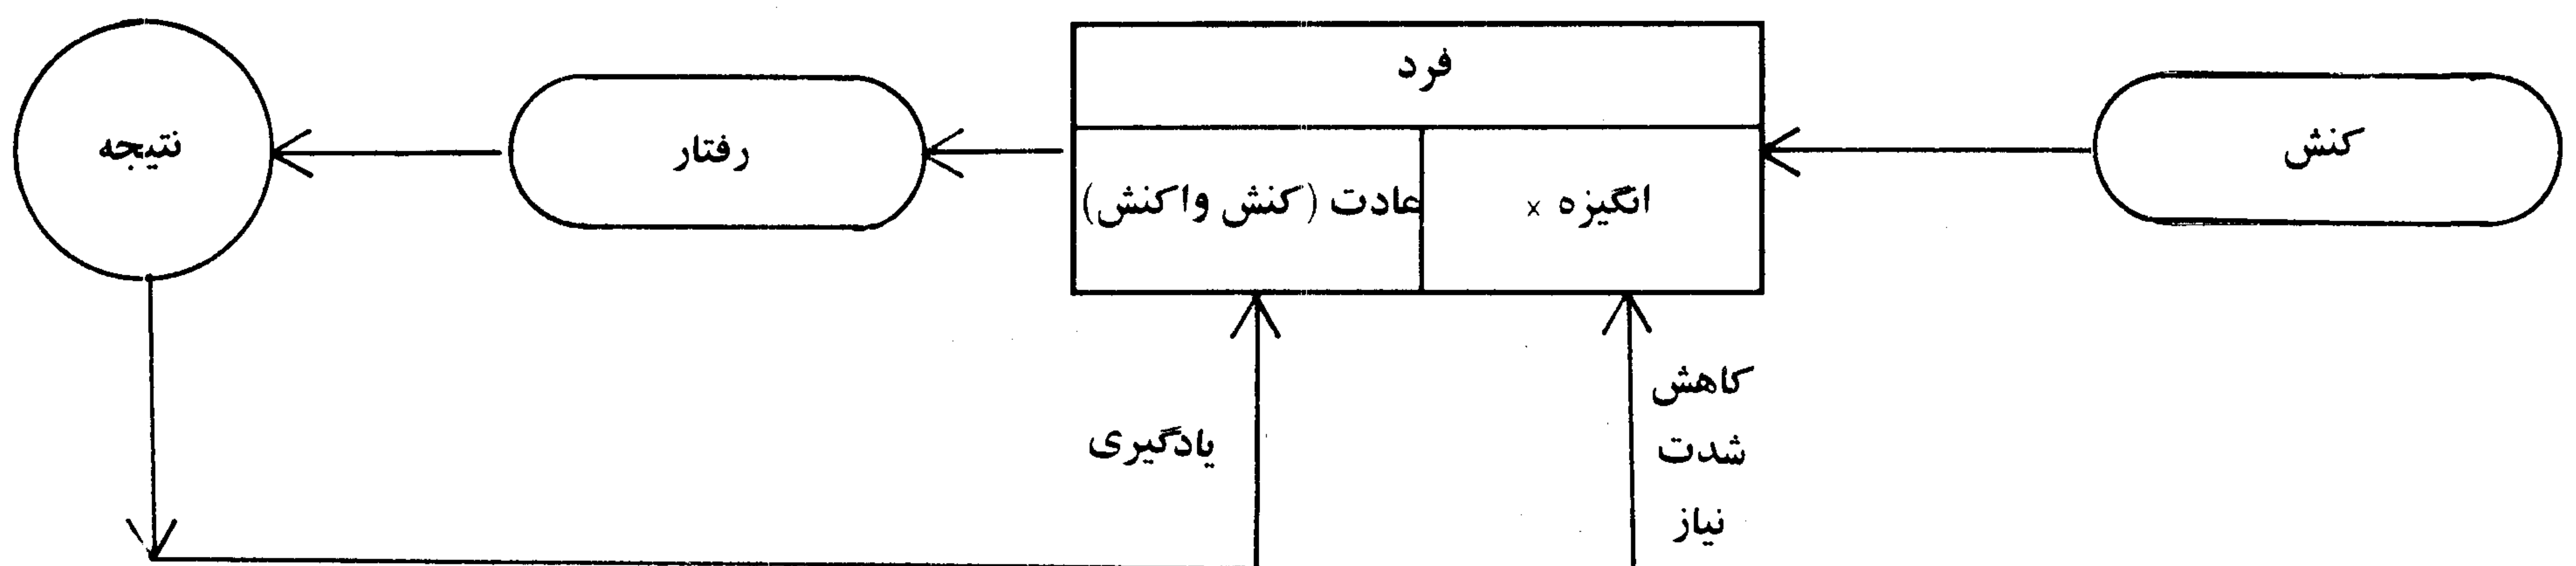 کنش
فرد
انگیزه ×
عادت (کنش واکنش)
رفتار
نتیجه
کاهش
شدت
نیاز
یادگیری